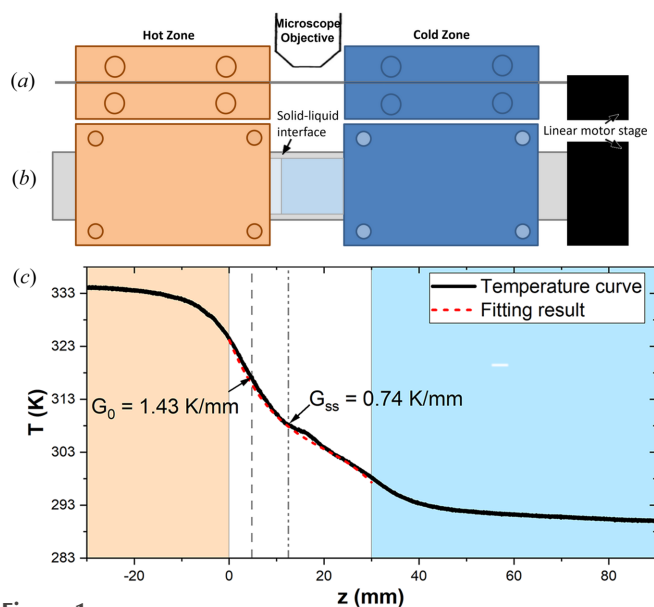 Microscope
Objective
Hot Zone
Cold Zone
(a)
Solid-liquid
interface
Linear motor stage
(b)
(c)
333
323
313
303
293
283
T (K)
Temperature curve
Fitting result
G₀ = 1.43 K/mm
Gₛₛ = 0.74 K/mm
-20 0 20 40 60 80
z (mm)